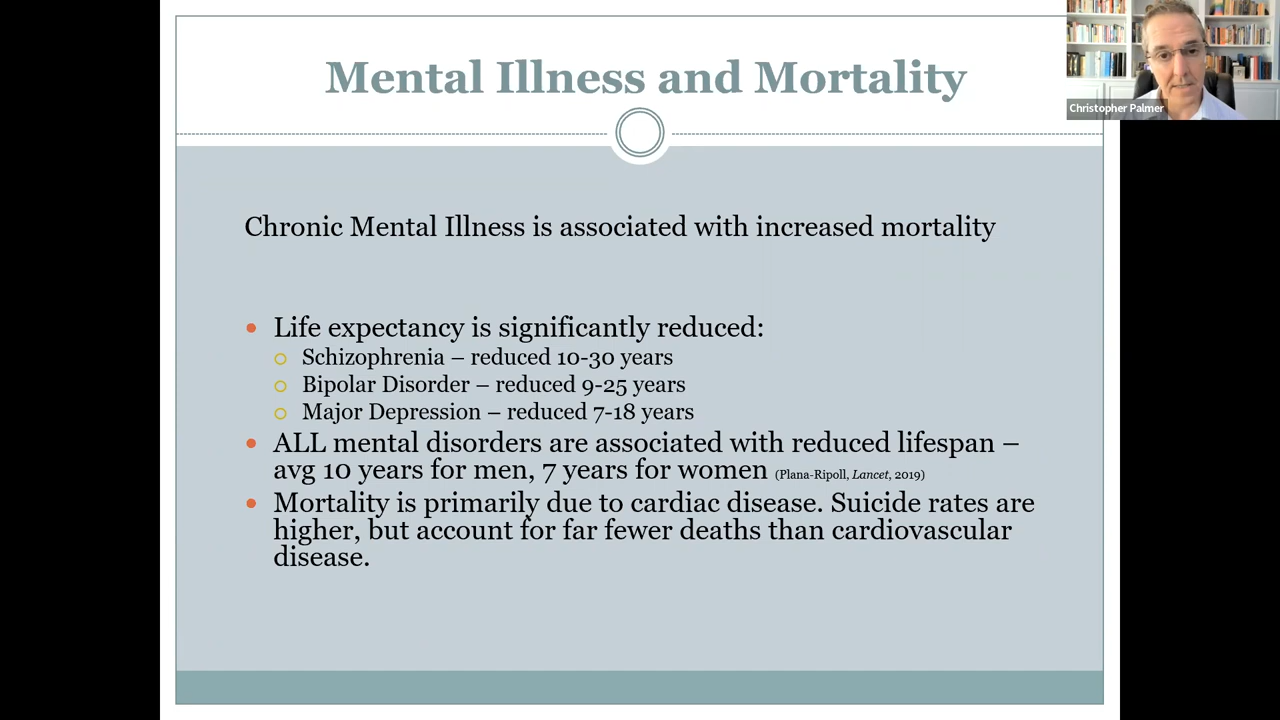 Mental Illness and Mortality
Christopher Palmer
Chronic Mental Illness is associated with increased mortality
Life expectancy is significantly reduced:
Schizophrenia – reduced 10-30 years
Bipolar Disorder – reduced 9-25 years
Major Depression – reduced 7-18 years
ALL mental disorders are associated with reduced lifespan –
avg 10 years for men, 7 years for women (Plana-Ripoll, Lancet, 2019)
Mortality is primarily due to cardiac disease. Suicide rates are
higher, but account for far fewer deaths than cardiovascular
disease.